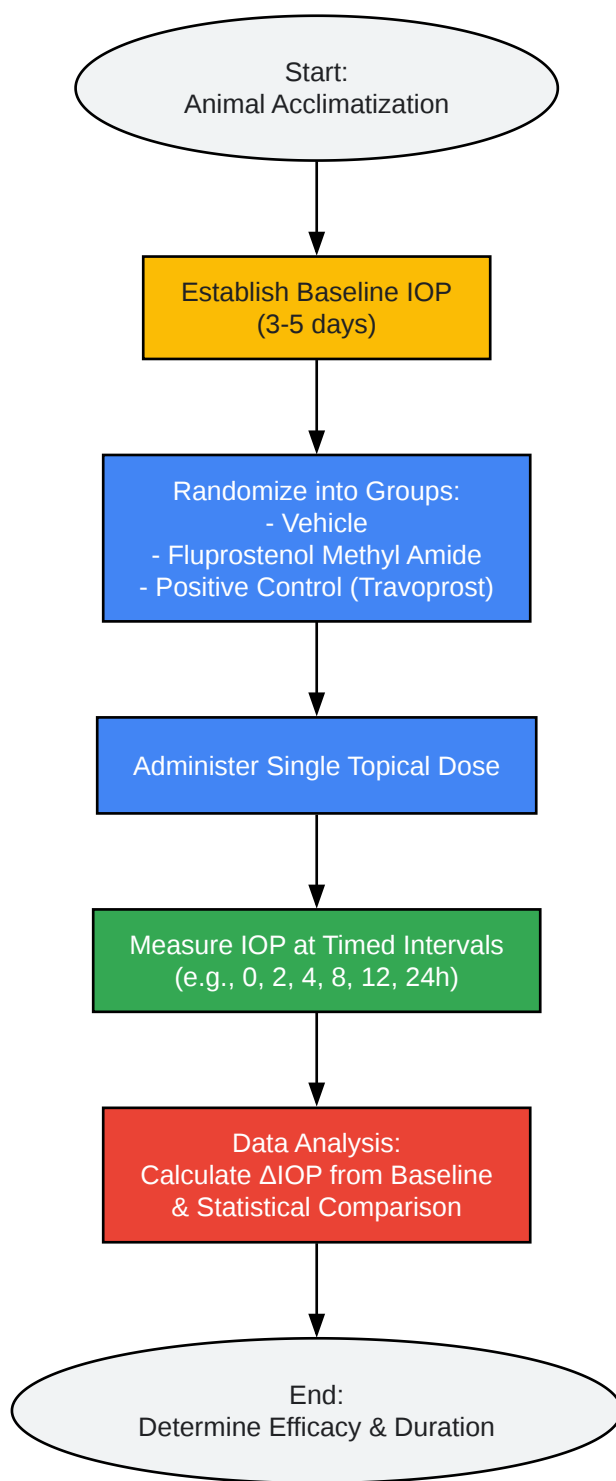 Start:
Animal Acclimatization
Establish Baseline IOP
(3-5 days)
Randomize into Groups:
- Vehicle
- Fluprostenol Methyl Amide
- Positive Control (Travoprost)
Administer Single Topical Dose
Measure IOP at Timed Intervals
(e.g., 0, 2, 4, 8, 12, 24h)
Data Analysis:
Calculate ΔIOP from Baseline
& Statistical Comparison
End:
Determine Efficacy & Duration